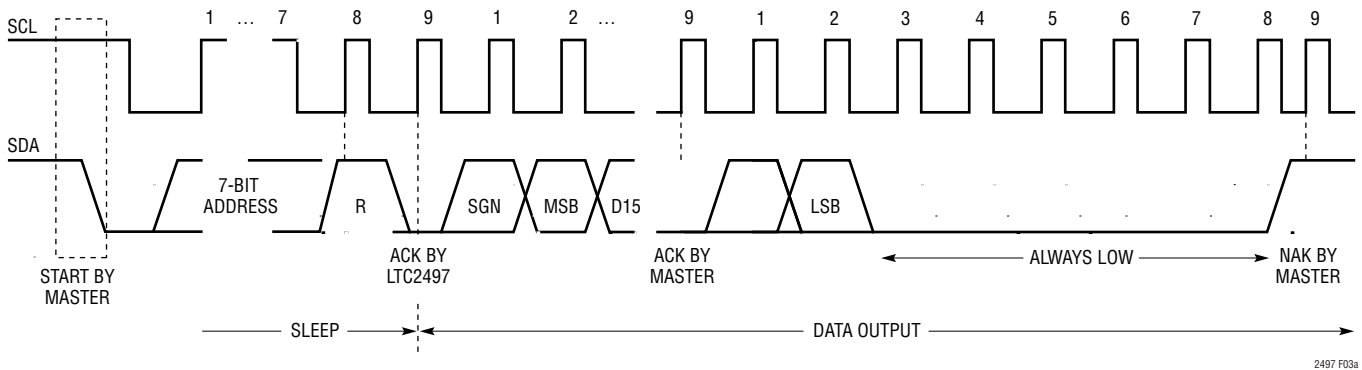 1 ... 7 8 9 1 2 ... 9 1 2 3 4 5 6 7 8 9
SCL
SDA
7-BIT
ADDRESS
R
SGN
MSB
D15
LSB
START BY
MASTER
ACK BY
LTC2497
ACK BY
MASTER
ALWAYS LOW
NAK BY
MASTER
SLEEP
DATA OUTPUT
2497 F03a